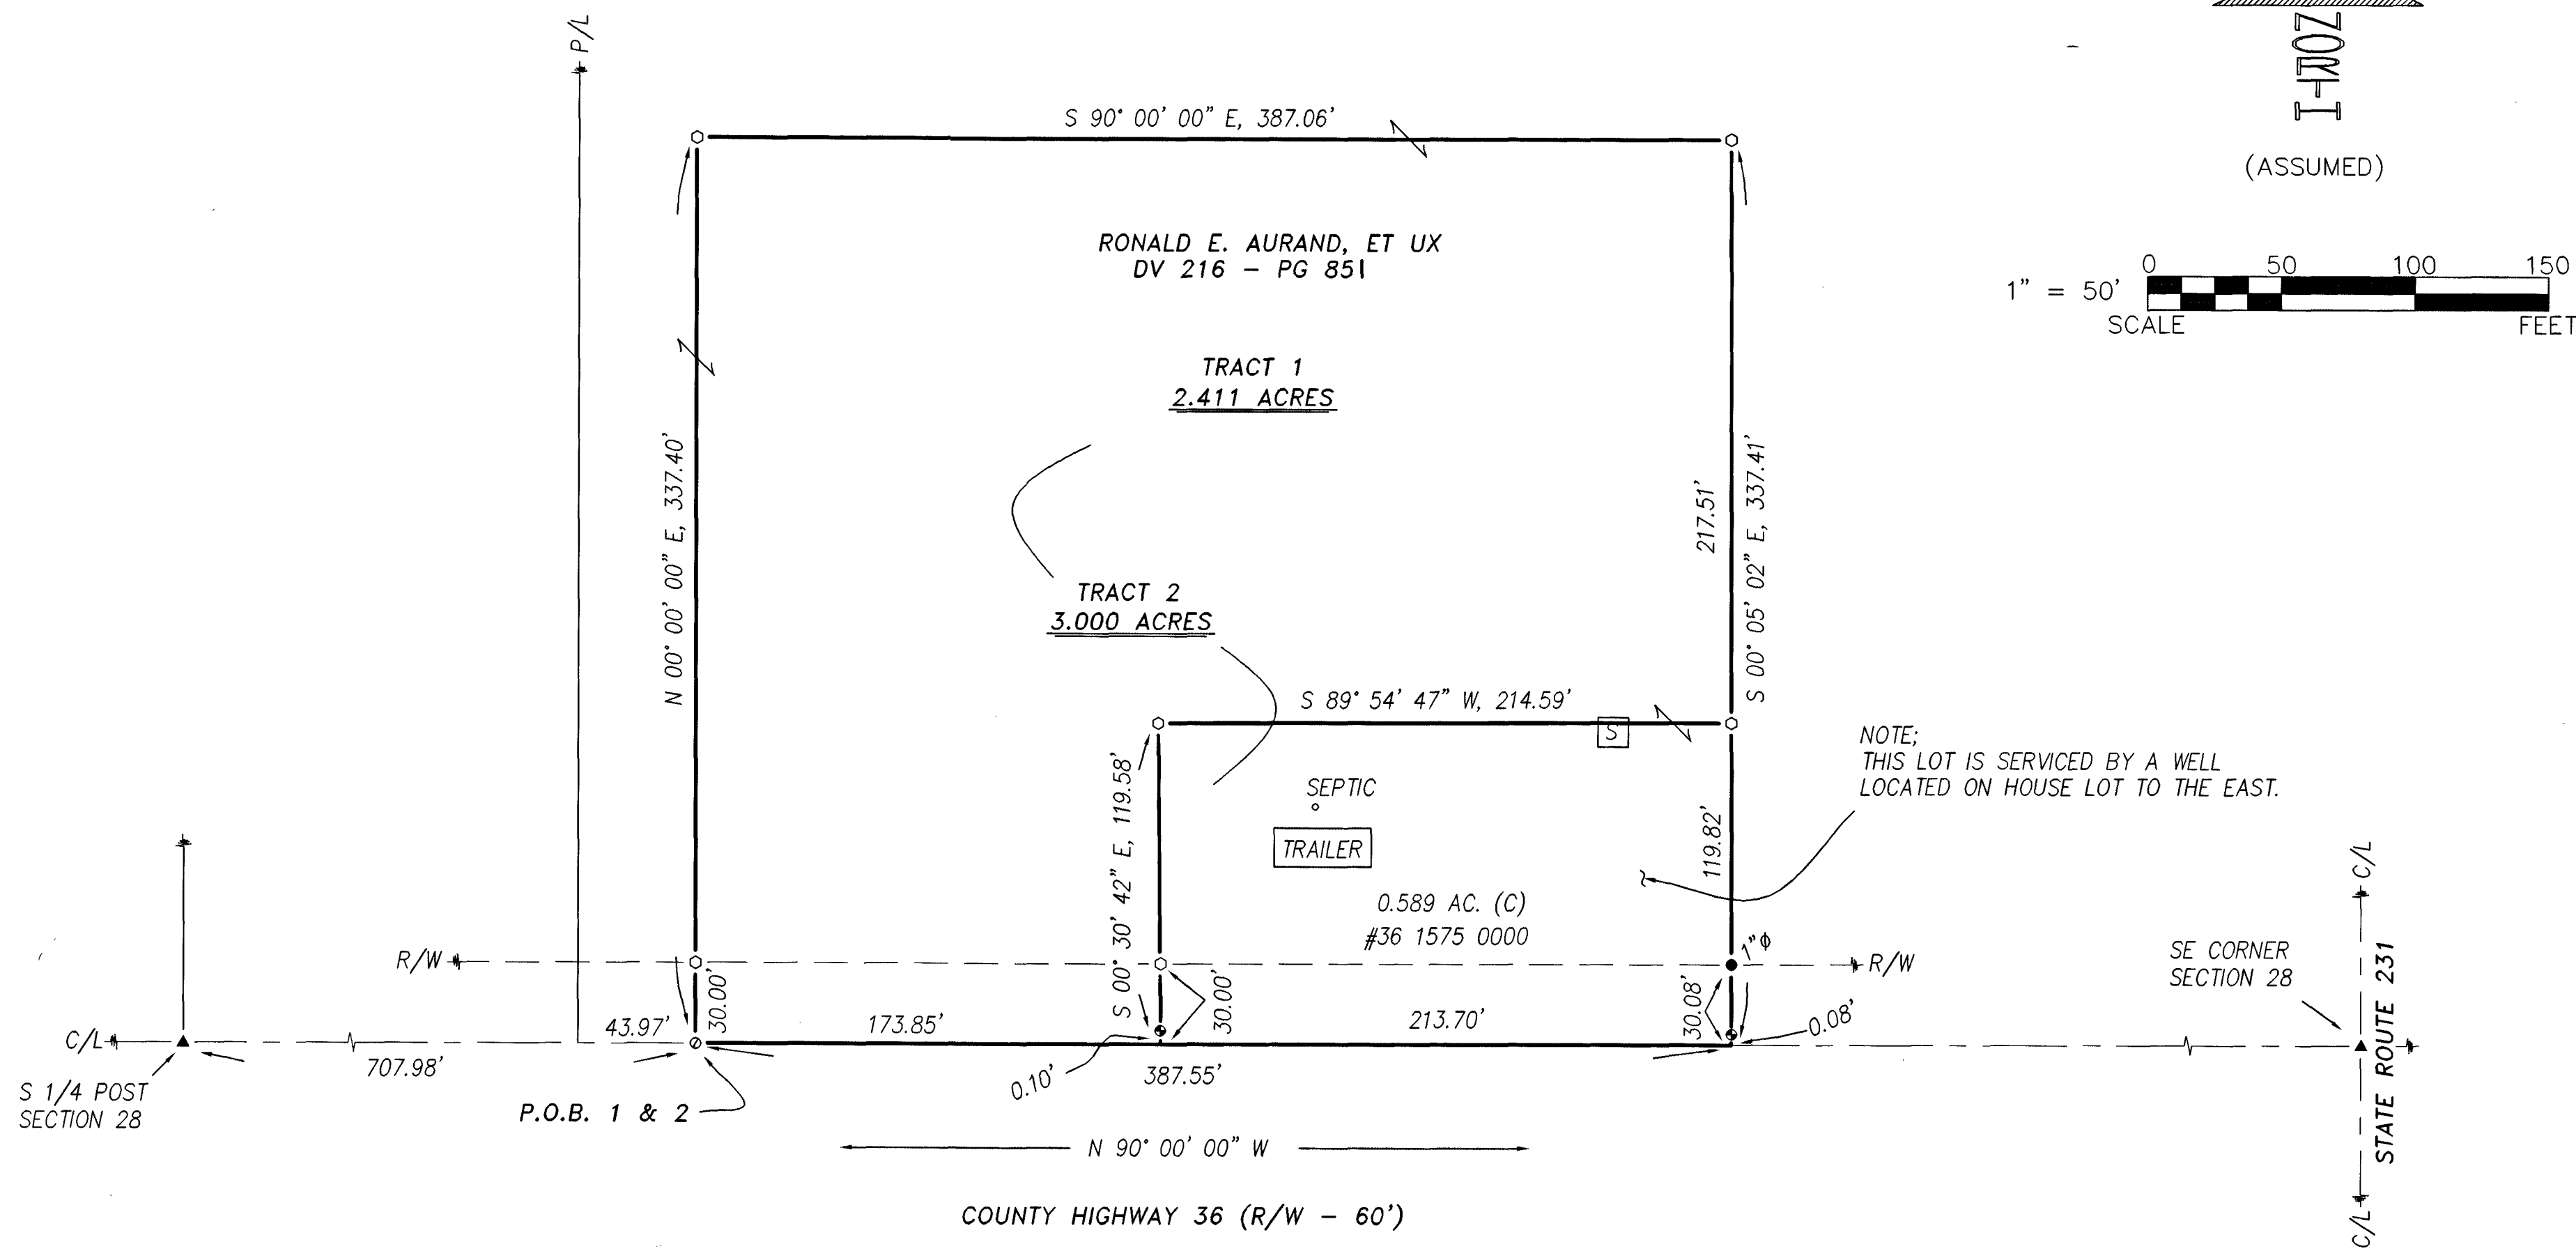 P/L
S 90° 00' 00" E, 387.06'
NORTH
(ASSUMED)
RONALD E. AURAND, ET UX
DV 216 – PG 851
0 50 100 150
1" = 50'
SCALE FEET
TRACT 1
2.411 ACRES
N 00° 00' 00" E, 337.40'
217.51'
S 00° 05' 02" E, 337.41'
TRACT 2
3.000 ACRES
S 89° 54' 47" W, 214.59'
S
NOTE;
THIS LOT IS SERVICED BY A WELL
LOCATED ON HOUSE LOT TO THE EAST.
S 00° 30' 42" E, 119.58'
SEPTIC
TRAILER
119.82'
0.589 AC. (C)
#36 1575 0000
1"ϕ
R/W
R/W
C/L
SE CORNER
SECTION 28
STATE ROUTE 231
C/L
30.00'
30.00'
30.08'
0.08'
43.97'
173.85'
213.70'
C/L
707.98'
0.10'
387.55'
S 1/4 POST
SECTION 28
P.O.B. 1 & 2
N 90° 00' 00" W
COUNTY HIGHWAY 36 (R/W – 60')